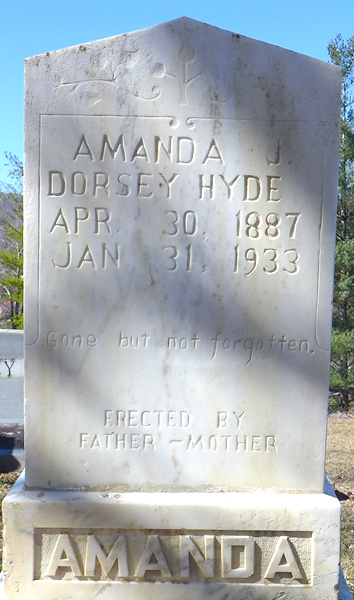 AMANDA J.
DORSEY HYDE
APR. 30, 1887
JAN 31, 1933
Gone but not forgotten.
ERECTED BY
FATHER - MOTHER
AMANDA